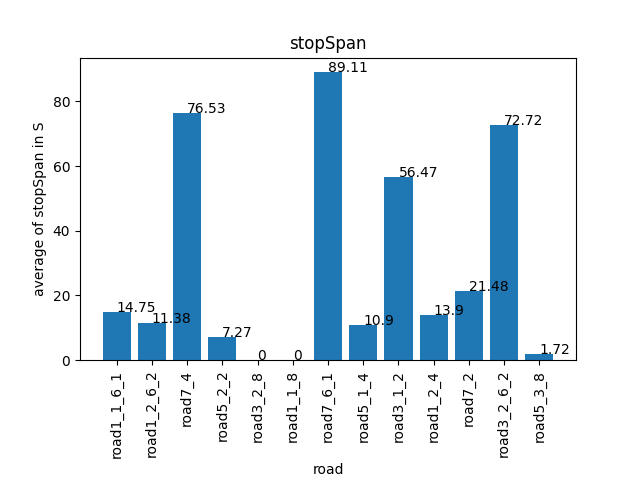 stopSpan
average of stopSpan in S
80
60
40
20
0
14.75
11.38
76.53
7.27
0
0
89.11
10.9
56.47
13.9
21.48
72.72
1.72
road1_1_6_1
road1_2_6_2
road7_4
road5_2_2
road3_2_8
road1_1_8
road7_6_1
road5_1_4
road3_1_2
road1_2_4
road7_2
road3_2_6_2
road5_3_8
road